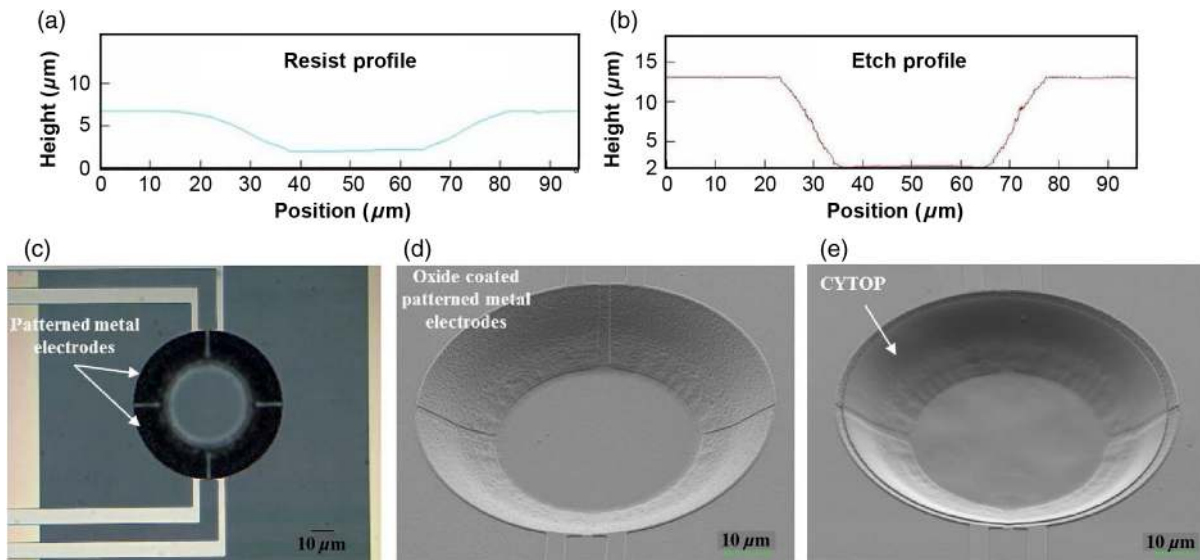 (a)
Resist profile
Height (μm)
10
5
0
0 10 20 30 40 50 60 70 80 90
Position (μm)
(b)
Etch profile
Height (μm)
15
10
5
2
0 10 20 30 40 50 60 70 80 90
Position (μm)
(c)
Patterned metal
electrodes
10 μm
(d)
Oxide coated
patterned metal
electrodes
10 μm
(e)
CYTOP
10 μm